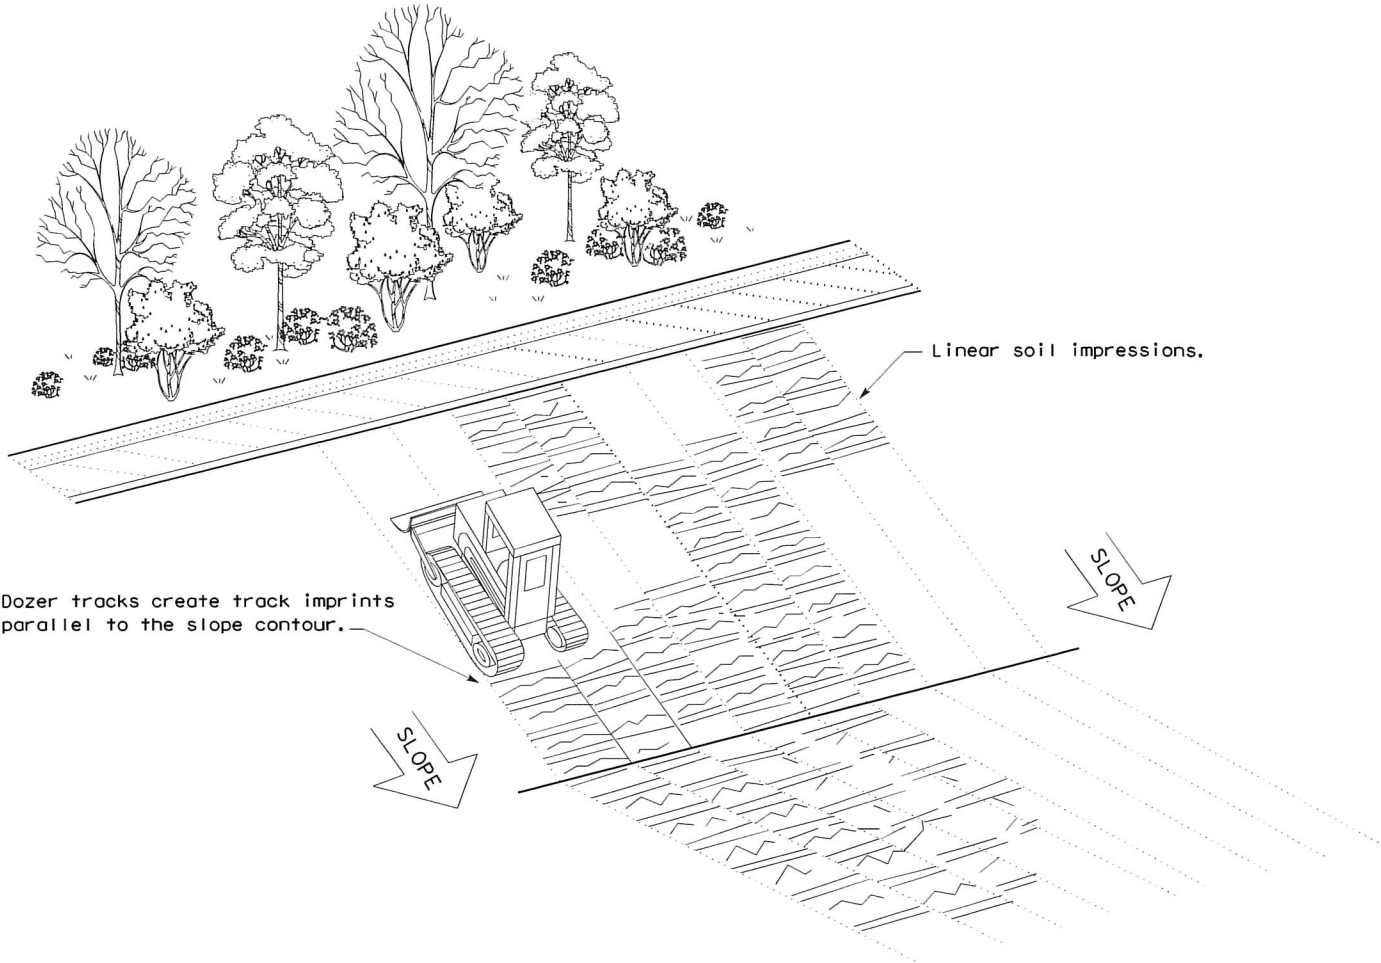 Linear soil impressions.
SLOPE
Dozer tracks create track imprints
parallel to the slope contour.
SLOPE